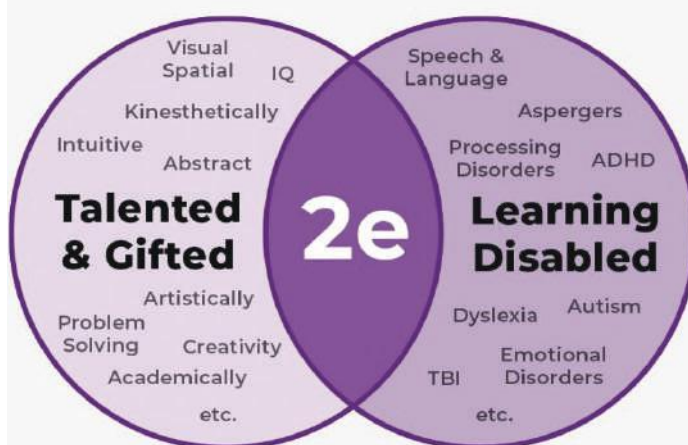 Visual
Spatial
IQ
Kinesthetically
Intuitive
Abstract
Talented
& Gifted
Artistically
Problem
Solving
Creativity
Academically
etc.
2e
Speech &
Language
Aspergers
Processing
Disorders
ADHD
Learning
Disabled
Dyslexia
Autism
Emotional
Disorders
TBI
etc.